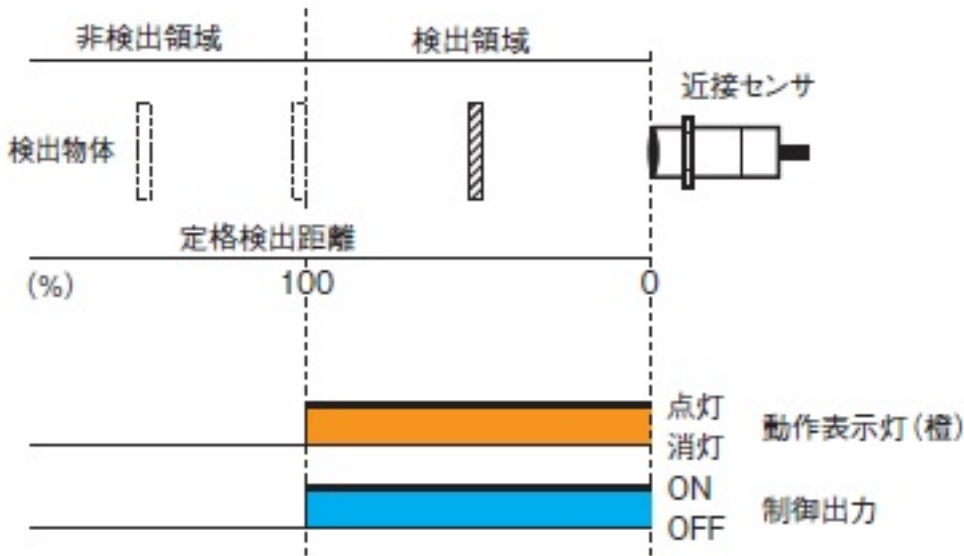 非検出領域
検出領域
近接センサ
検出物体
定格検出距離
(%)
100
0
点灯
消灯
動作表示灯(橙)
ON
OFF
制御出力